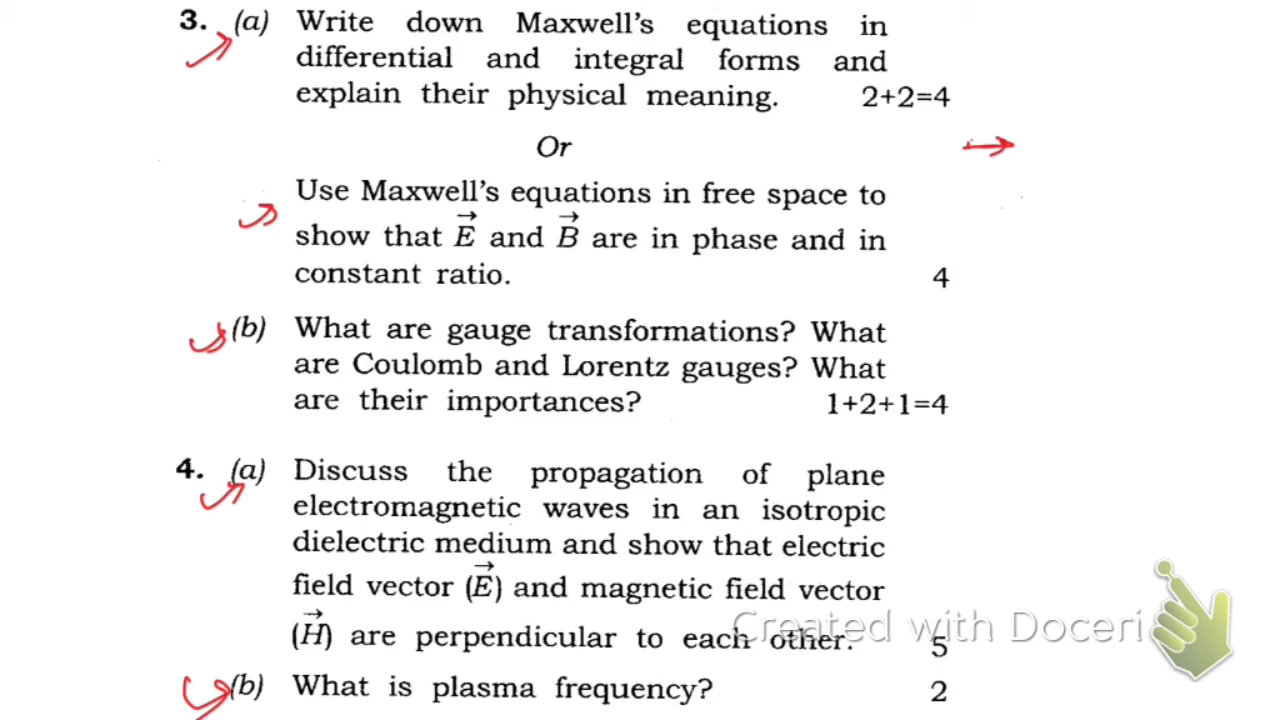 3. (a) Write down Maxwell's equations in
differential and integral forms and
explain their physical meaning. 2+2=4
Or
Use Maxwell's equations in free space to
show that E⃗ and B⃗ are in phase and in
constant ratio. 4
(b) What are gauge transformations? What
are Coulomb and Lorentz gauges? What
are their importances? 1+2+1=4
4. (a) Discuss the propagation of plane
electromagnetic waves in an isotropic
dielectric medium and show that electric
field vector (E⃗) and magnetic field vector
(H⃗) are perpendicular to each other. 5
Created with Doceri
(b) What is plasma frequency? 2